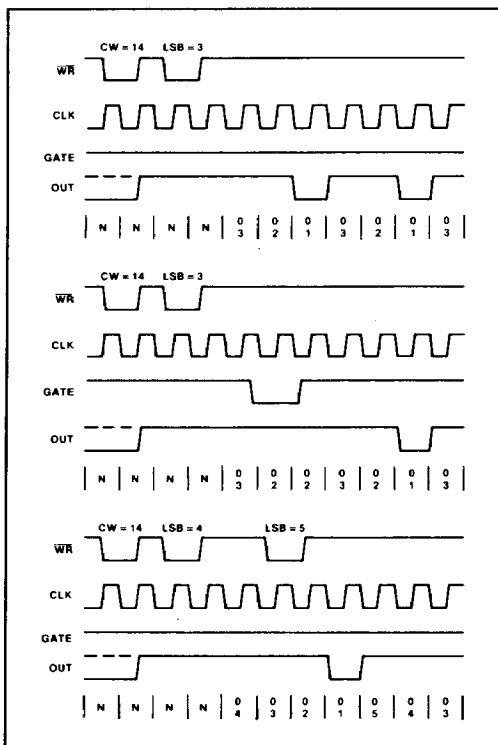 CW = 14 LSB = 3
WR
CLK
GATE
OUT
N N N N 0 0 0 0 0 0 0
3 2 1 3 2 1 3
CW = 14 LSB = 3
WR
CLK
GATE
OUT
N N N N 0 0 0 0 0 0 0
3 2 2 3 2 1 3
CW = 14 LSB = 4 LSB = 5
WR
CLK
GATE
OUT
N N N N 0 0 0 0 0 0 0
4 3 2 1 5 4 3